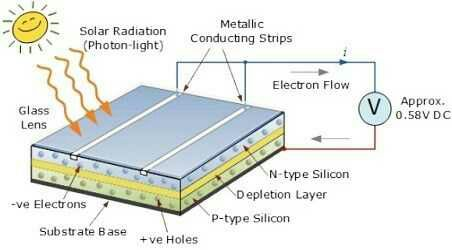 Solar Radiation
(Photon-light)
Metallic
Conducting Strips
i
Electron Flow
Glass
Lens
V
Approx.
0.58V DC
N-type Silicon
Depletion Layer
-ve Electrons
P-type Silicon
Substrate Base
+ve Holes